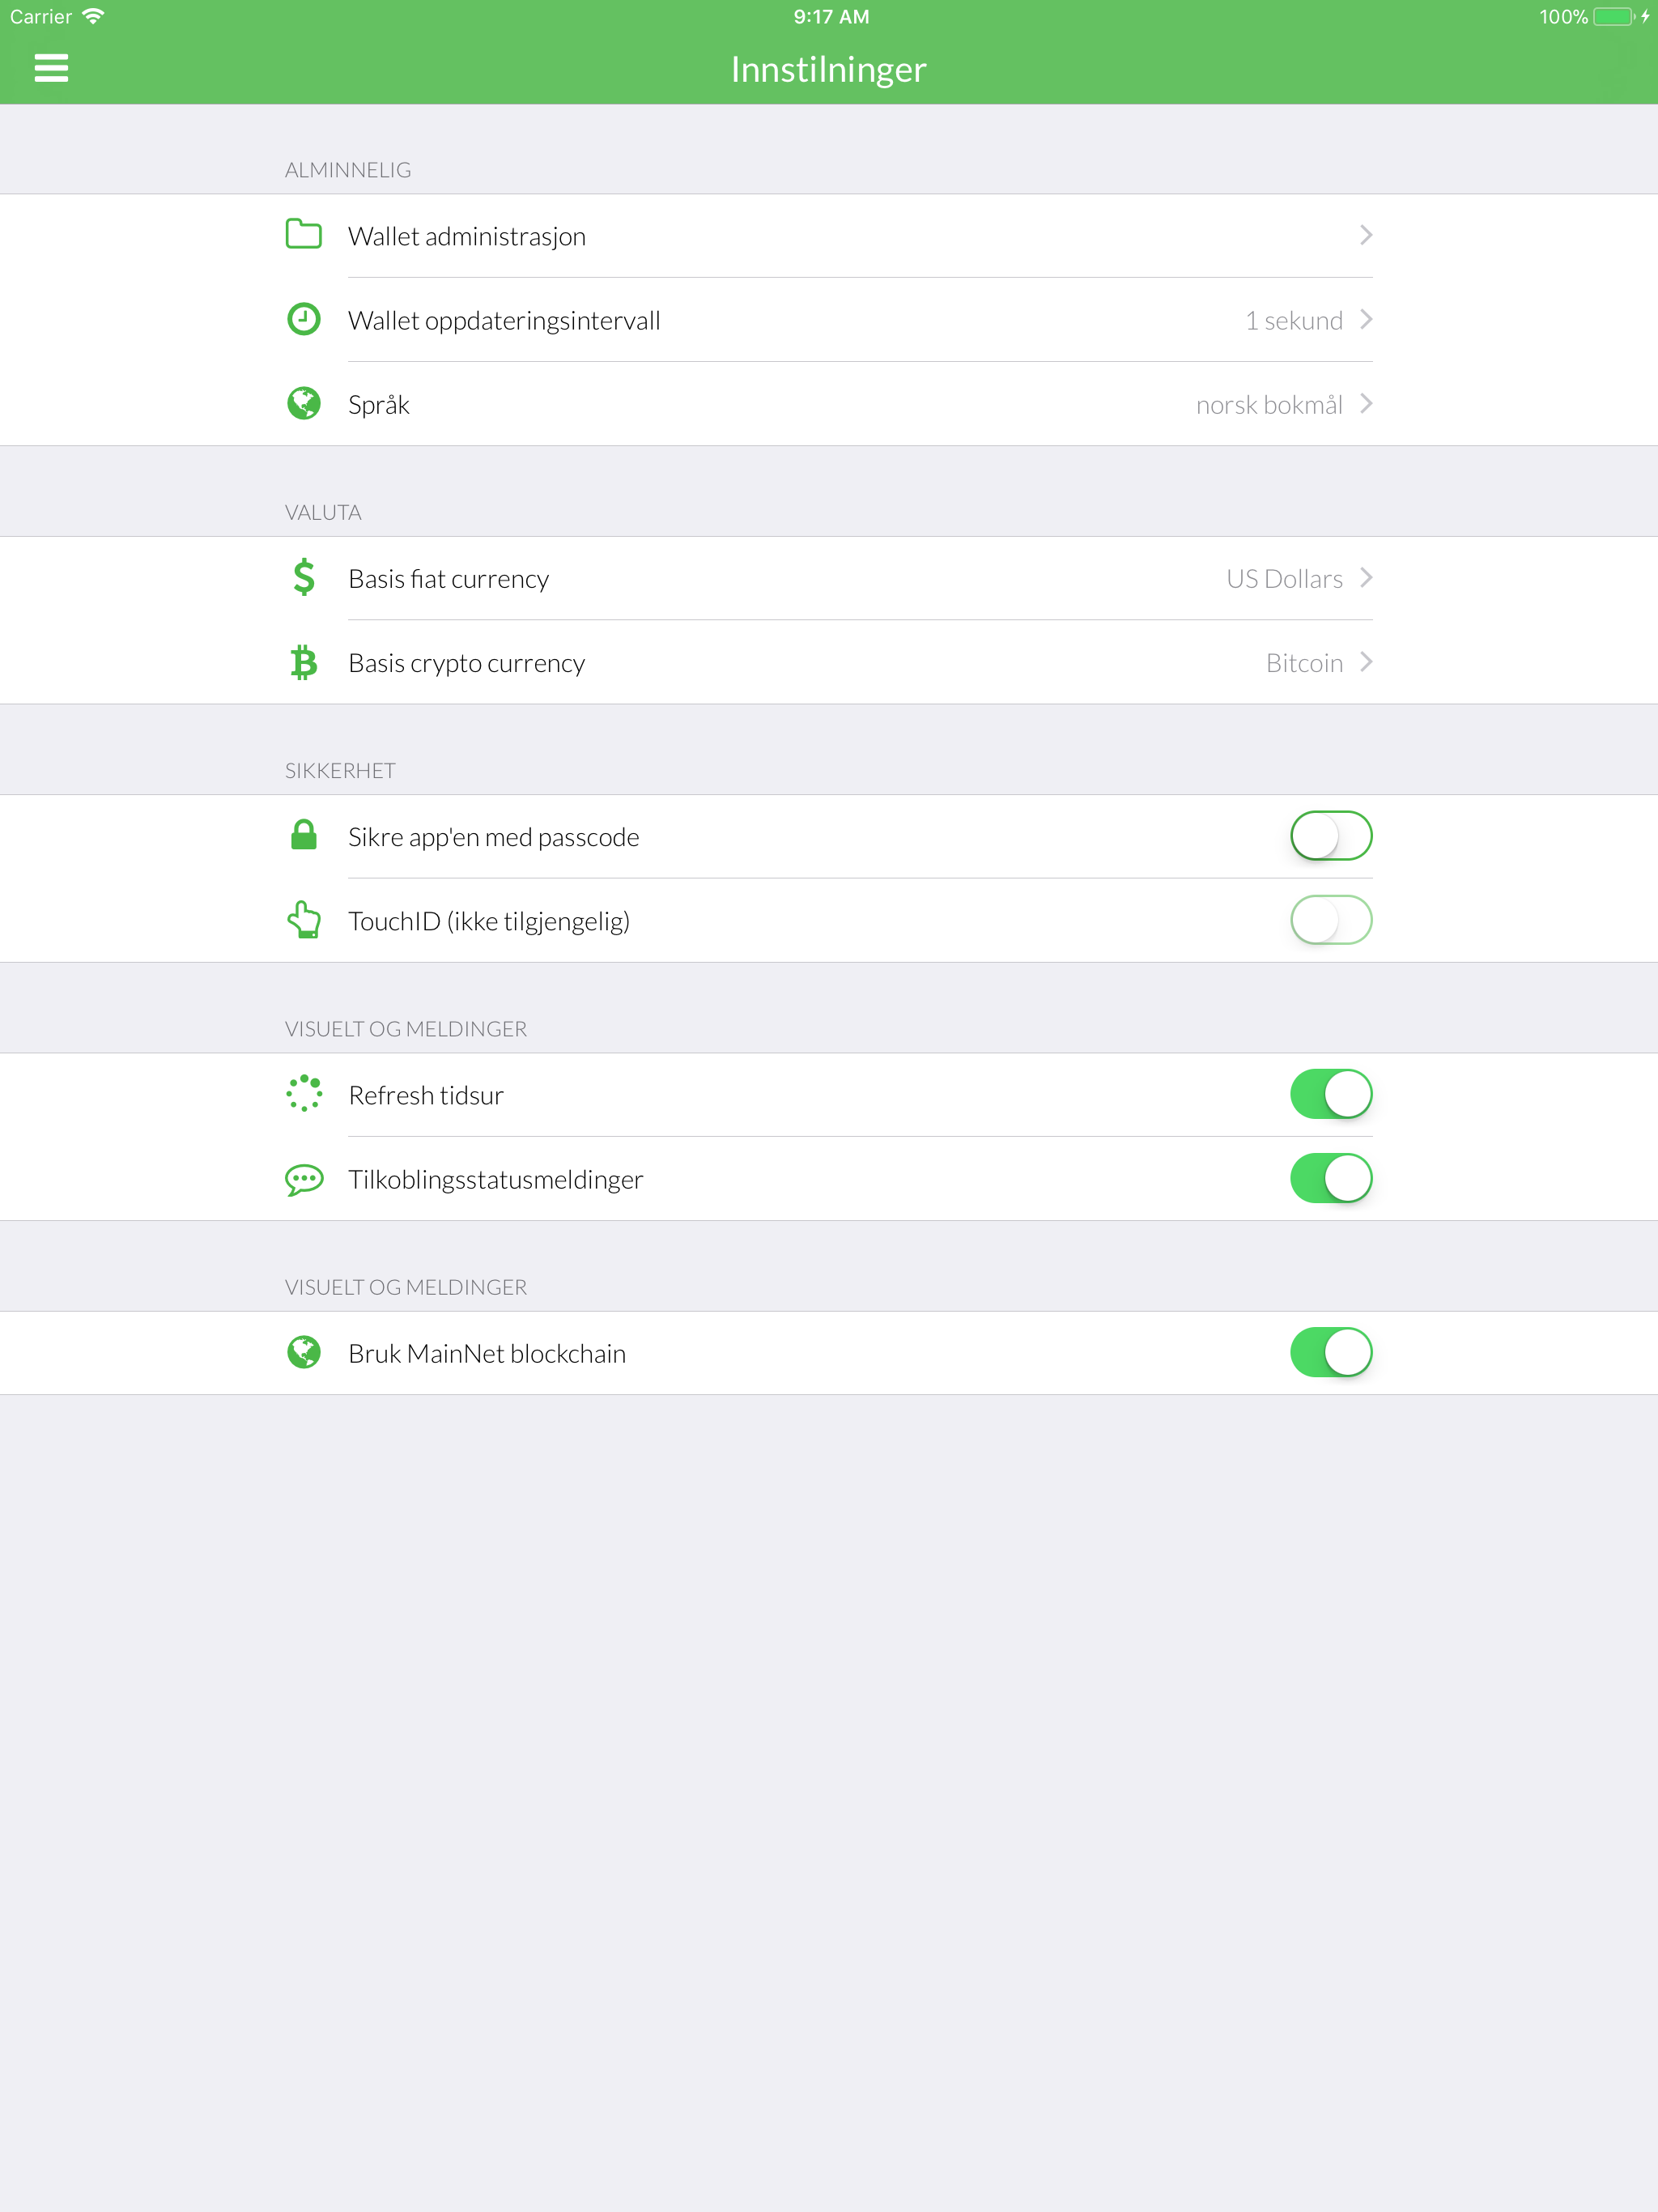 Carrier 9:17 AM 100%
Innstilninger
ALMINNELIG
Wallet administrasjon
Wallet oppdateringsintervall 1 sekund
Språk norsk bokmål
VALUTA
Basis fiat currency US Dollars
Basis crypto currency Bitcoin
SIKKERHET
Sikre app'en med passcode
TouchID (ikke tilgjengelig)
VISUELT OG MELDINGER
Refresh tidsur
Tilkoblingsstatusmeldinger
VISUELT OG MELDINGER
Bruk MainNet blockchain